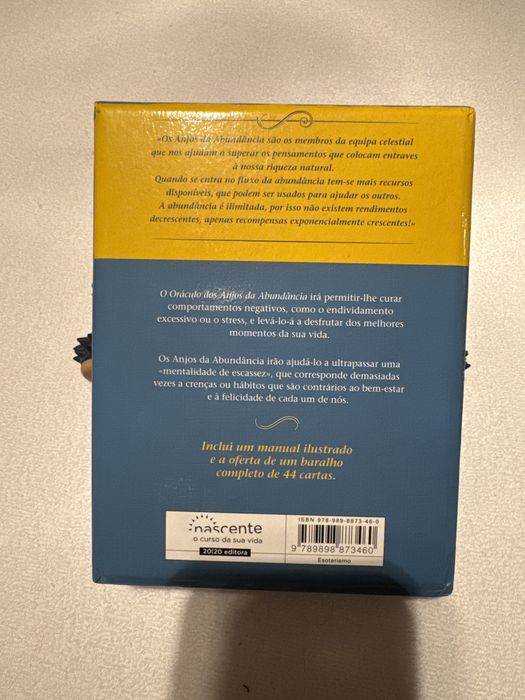 «Os Anjos da Abundância são os membros da equipa celestial
que nos ajudam a superar os pensamentos que colocam entraves
à nossa riqueza natural.
Quando se entra no fluxo da abundância tem-se mais recursos
disponíveis, que podem ser usados para ajudar os outros.
A abundância é ilimitada, por isso não existem rendimentos
decrescentes, apenas recompensas exponencialmente crescentes!»
O Oráculo dos Anjos da Abundância irá permitir-lhe curar
comportamentos negativos, como o endividamento
excessivo ou o stress, e levá-lo-á a desfrutar dos melhores
momentos da sua vida.
Os Anjos da Abundância irão ajudá-lo a ultrapassar uma
«mentalidade de escassez», que corresponde demasiadas
vezes a crenças ou hábitos que são contrários ao bem-estar
e à felicidade de cada um de nós.
Inclui um manual ilustrado
e a oferta de um baralho
completo de 44 cartas.
nascente
o curso da sua vida
20|20 editora
ISBN 978-989-8873-46-0
9 789898 873460
Esoterismo